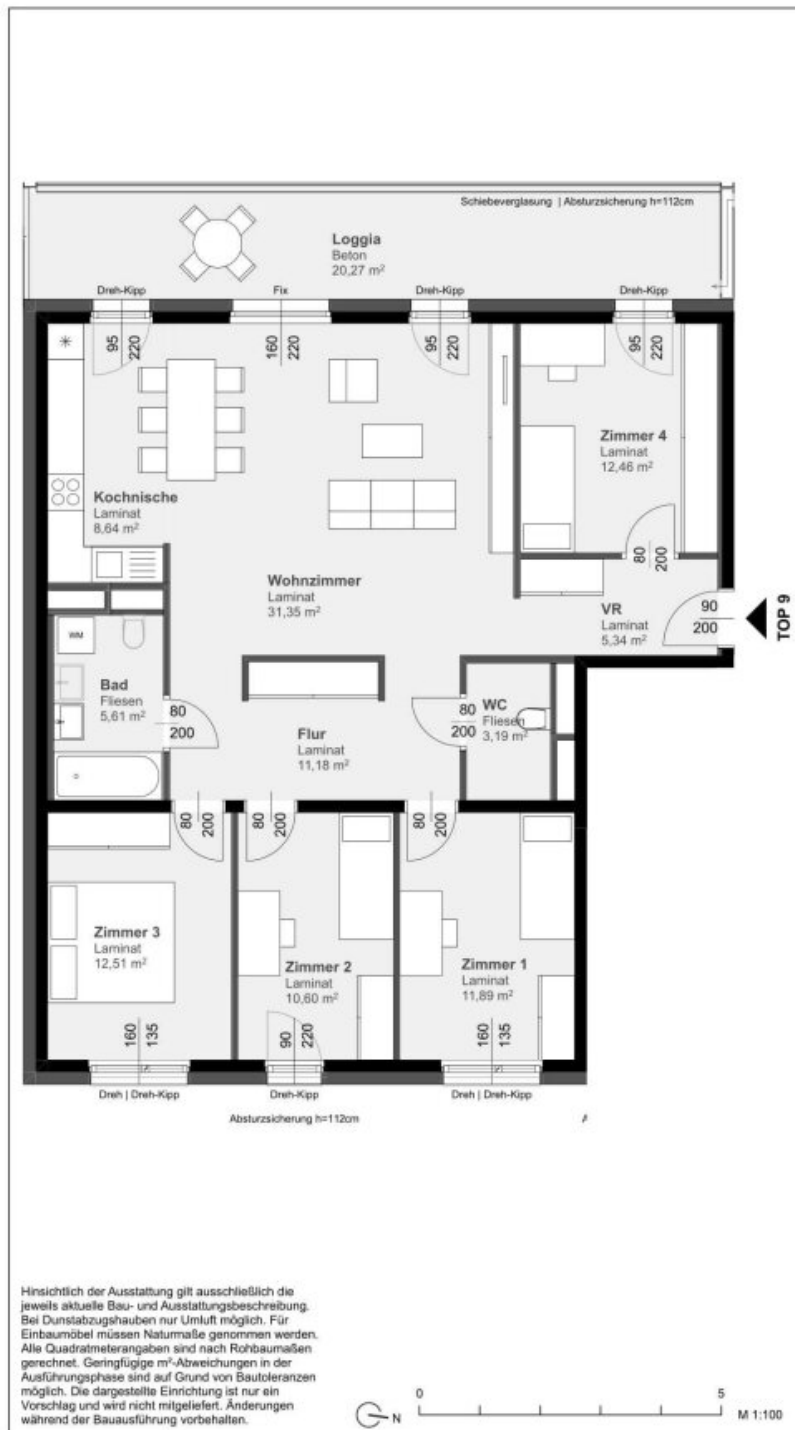 Schiebeverglasung | Absturzsicherung h=112cm
Loggia
Beton
20,27 m²
Dreh-Kipp
Fix
Dreh-Kipp
Dreh-Kipp
95
220
160
220
95
220
95
220
Zimmer 4
Laminat
12,46 m²
Kochnische
Laminat
8,64 m²
80
200
Wohnzimmer
Laminat
31,35 m²
VR
Laminat
5,34 m²
90
200
TOP 9
WM
Bad
Fliesen
5,61 m²
80
200
Flur
Laminat
11,18 m²
80
200
WC
Fliesen
3,19 m²
80
200
80
200
80
200
Zimmer 3
Laminat
12,51 m²
Zimmer 2
Laminat
10,60 m²
Zimmer 1
Laminat
11,89 m²
160
135
90
220
160
135
Dreh | Dreh-Kipp
Dreh-Kipp
Dreh | Dreh-Kipp
Absturzsicherung h=112cm
Hinsichtlich der Ausstattung gilt ausschließlich die
jeweils aktuelle Bau- und Ausstattungsbeschreibung.
Bei Dunstabzugshauben nur Umluft möglich. Für
Einbaumöbel müssen Naturmaße genommen werden.
Alle Quadratmeterangaben sind nach Rohbaumaßen
gerechnet. Geringfügige m²-Abweichungen in der
Ausführungsphase sind auf Grund von Bautoleranzen
möglich. Die dargestellte Einrichtung ist nur ein
Vorschlag und wird nicht mitgeliefert. Änderungen
während der Bauausführung vorbehalten.
N
0
5
M 1:100